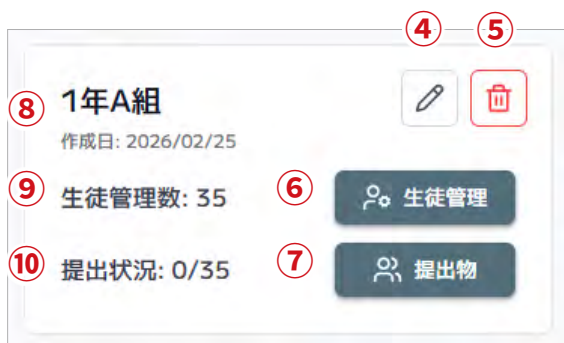 ④ ⑤
⑧ 1年A組
作成日: 2026/02/25
⑨ 生徒管理数: 35 ⑥ 生徒管理
⑩ 提出状況: 0/35 ⑦ 提出物